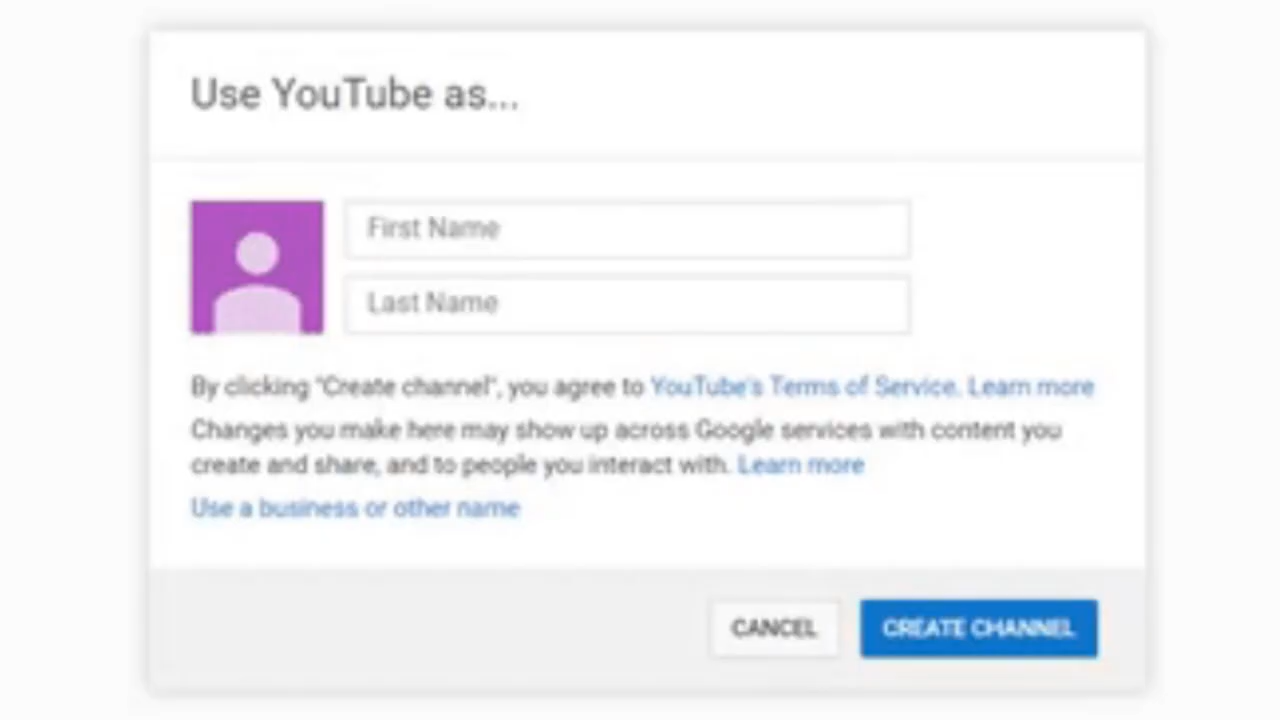 Use YouTube as...
First Name
Last Name
By clicking "Create channel", you agree to YouTube's Terms of Service. Learn more
Changes you make here may show up across Google services with content you
create and share, and to people you interact with. Learn more
Use a business or other name
CANCEL CREATE CHANNEL